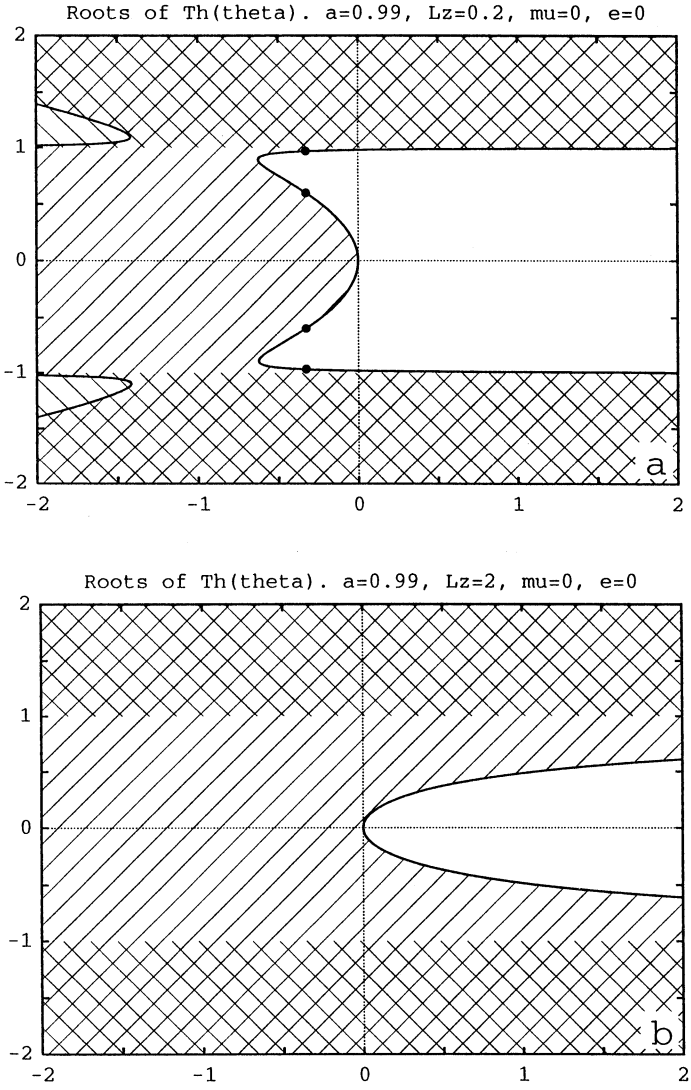 Roots of Th(theta). a=0.99, Lz=0.2, mu=0, e=0
2
1
0
-1
-2
a
-2 -1 0 1 2
Roots of Th(theta). a=0.99, Lz=2, mu=0, e=0
2
1
0
-1
-2
b
-2 -1 0 1 2